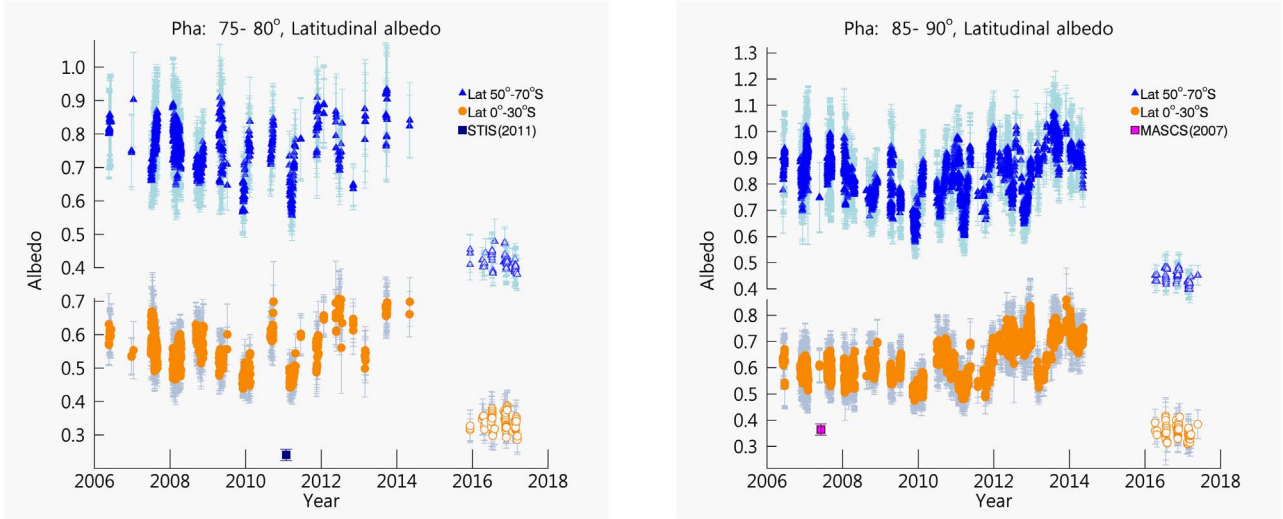 Pha: 75- 80°, Latitudinal albedo
1.0
0.9
0.8
0.7
0.6
0.5
0.4
0.7
0.6
0.5
0.4
0.3
Albedo
Lat 50°-70°S
Lat 0°-30°S
STIS(2011)
2006 2008 2010 2012 2014 2016 2018
Year
Pha: 85- 90°, Latitudinal albedo
1.3
1.2
1.1
1.0
0.9
0.8
0.7
0.6
0.5
0.4
0.8
0.7
0.6
0.5
0.4
0.3
Albedo
Lat 50°-70°S
Lat 0°-30°S
MASCS(2007)
2006 2008 2010 2012 2014 2016 2018
Year